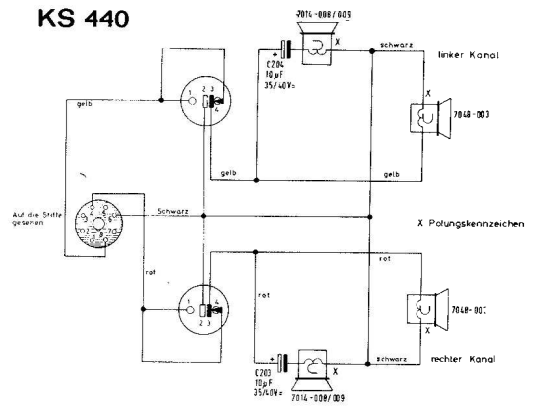 KS 440
7014-008/009
X
schwarz
linker Kanal
C204
10µF
35/40V=
+
1
2 3
4
X
7048-003
gelb
gelb
gelb
Auf die Stifte
gesehen
Schwarz
X Polungskennzeichen
rot
rot
rot
1
2 3
4
7048-003
X
+
C203
10µF
35/40V=
X
schwarz
rechter Kanal
7014-008/009